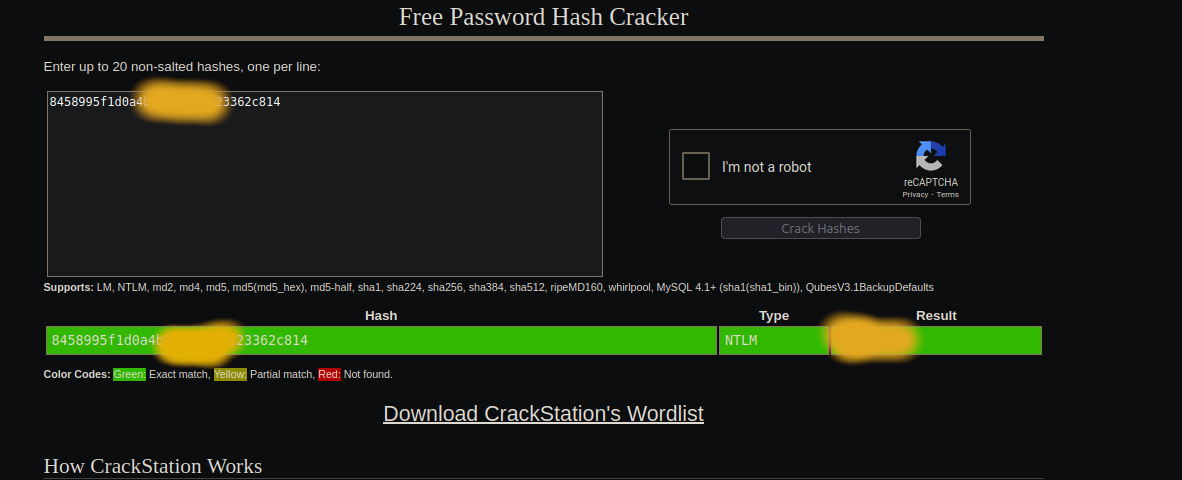 Free Password Hash Cracker
Enter up to 20 non-salted hashes, one per line:
8458995f1d0a4b 23362c814
I'm not a robot
reCAPTCHA
Privacy - Terms
Crack Hashes
Supports: LM, NTLM, md2, md4, md5, md5(md5_hex), md5-half, sha1, sha224, sha256, sha384, sha512, ripeMD160, whirlpool, MySQL 4.1+ (sha1(sha1_bin)), QubesV3.1BackupDefaults
Hash Type Result
8458995f1d0a4b 23362c814 NTLM
Color Codes: Green: Exact match, Yellow: Partial match, Red: Not found.
Download CrackStation's Wordlist
How CrackStation Works